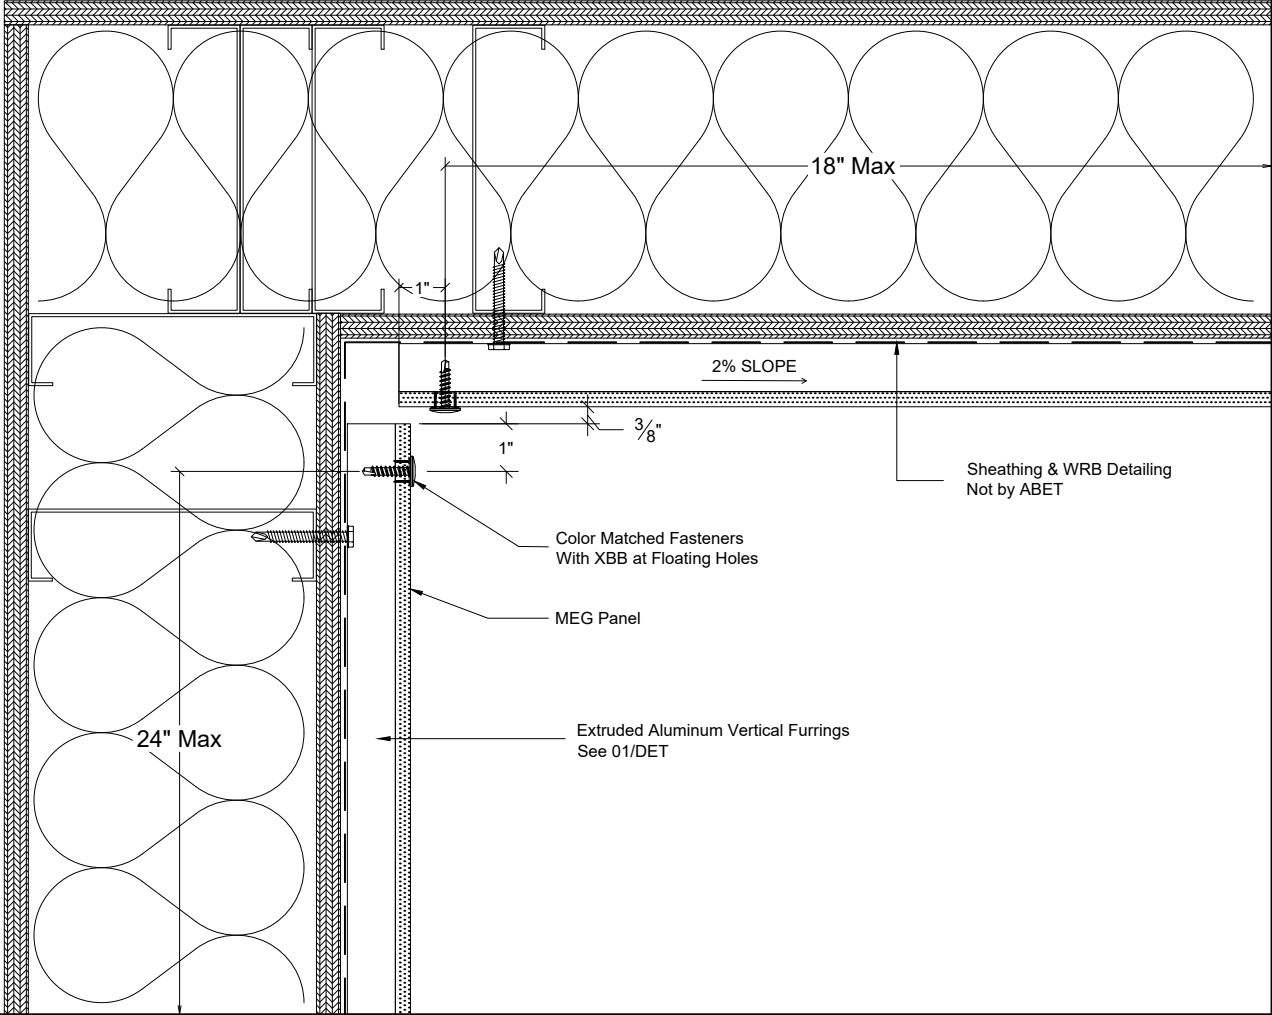 18" Max
1"
2% SLOPE
3/8"
1"
Sheathing & WRB Detailing
Not by ABET
Color Matched Fasteners
With XBB at Floating Holes
MEG Panel
24" Max
Extruded Aluminum Vertical Furrings
See 01/DET